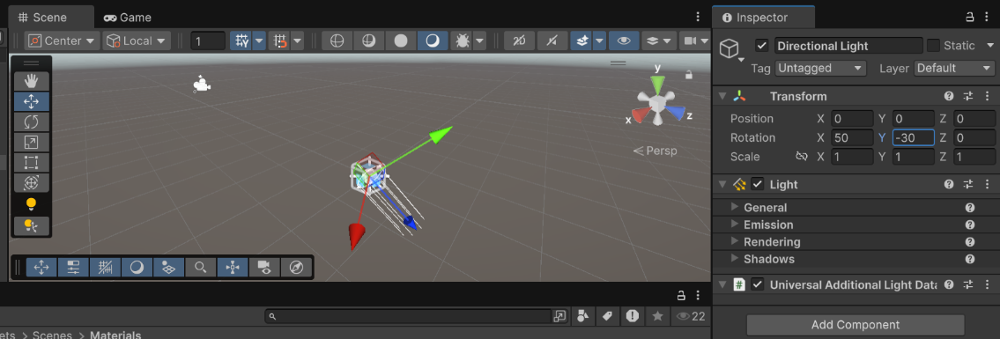 Scene Game
Center Local 1 2D
y
x z
Persp
22
ets > Scenes > Materials
Inspector
Directional Light Static
Tag Untagged Layer Default
Transform
Position X 0 Y 0 Z 0
Rotation X 50 Y -30 Z 0
Scale X 1 Y 1 Z 1
Light
General
Emission
Rendering
Shadows
# Universal Additional Light Data
Add Component